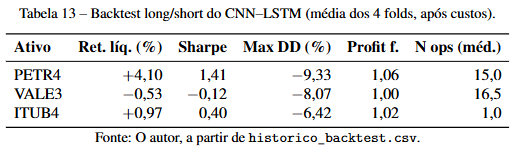 Tabela 13 – Backtest long/short do CNN–LSTM (média dos 4 folds, após custos).
Ativo Ret. líq. (%) Sharpe Max DD (%) Profit f. N ops (méd.)
PETR4 +4,10 1,41 −9,33 1,06 15,0
VALE3 −0,53 −0,12 −8,07 1,00 16,5
ITUB4 +0,97 0,40 −6,42 1,02 1,0
Fonte: O autor, a partir de historico_backtest.csv.